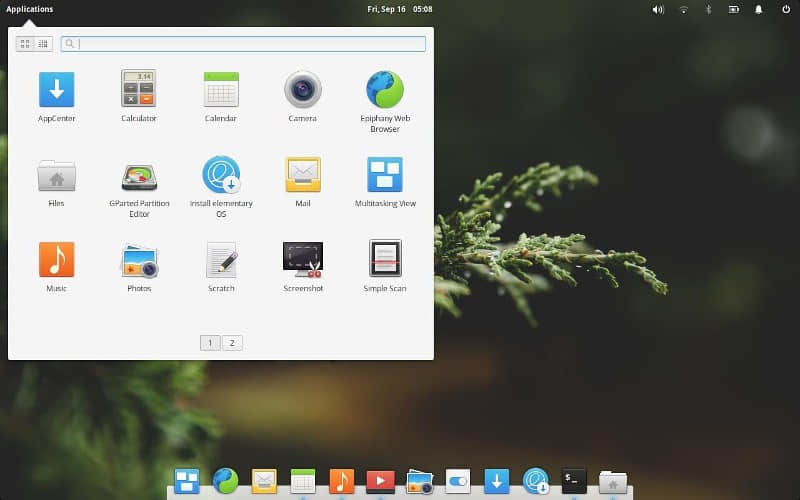 Applications
Fri, Sep 16 05:08
3.14
AppCenter
Calculator
Calendar
Camera
Epiphany Web
Browser
Files
GParted Partition
Editor
Install elementary
OS
Mail
Multitasking View
Music
Photos
Scratch
Screenshot
Simple Scan
1
2
$_